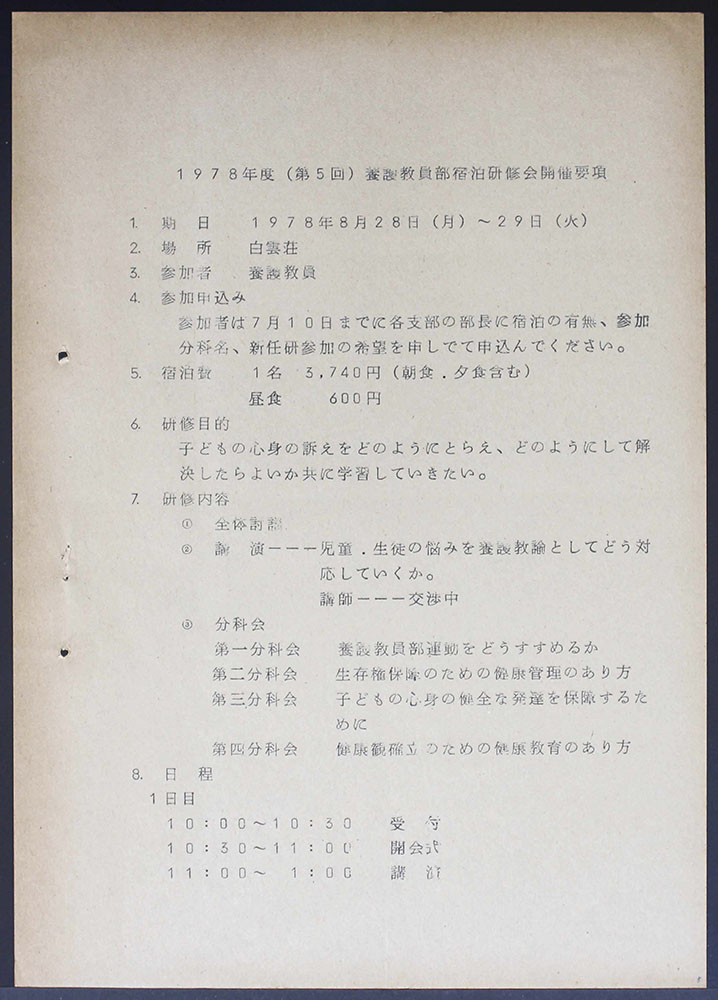 1978年度（第5回）養護教員部宿泊研修会開催要項
1. 期　日　1978年8月28日（月）～29日（火）
2. 場　所　白雲荘
3. 参加者　養護教員
4. 参加申込み
参加者は7月10日までに各支部の部長に宿泊の有無、参加
分科名、新任研参加の希望を申しでて申込んでください。
5. 宿泊費　1名　3,740円（朝食．夕食含む）
昼食　600円
6. 研修目的
子どもの心身の訴えをどのようにとらえ、どのようにして解
決したらよいか共に学習していきたい。
7. 研修内容
① 全体討議
② 講　演ーーー児童．生徒の悩みを養護教諭としてどう対
応していくか。
講師ーーー交渉中
③ 分科会
第一分科会　養護教員部運動をどうすすめるか
第二分科会　生存権保障のための健康管理のあり方
第三分科会　子どもの心身の健全な発達を保障するた
めに
第四分科会　健康観確立のための健康教育のあり方
8. 日　程
1日目
10：00～10：30　受　付
10：30～11：00　開会式
11：00～　1：00　講　演